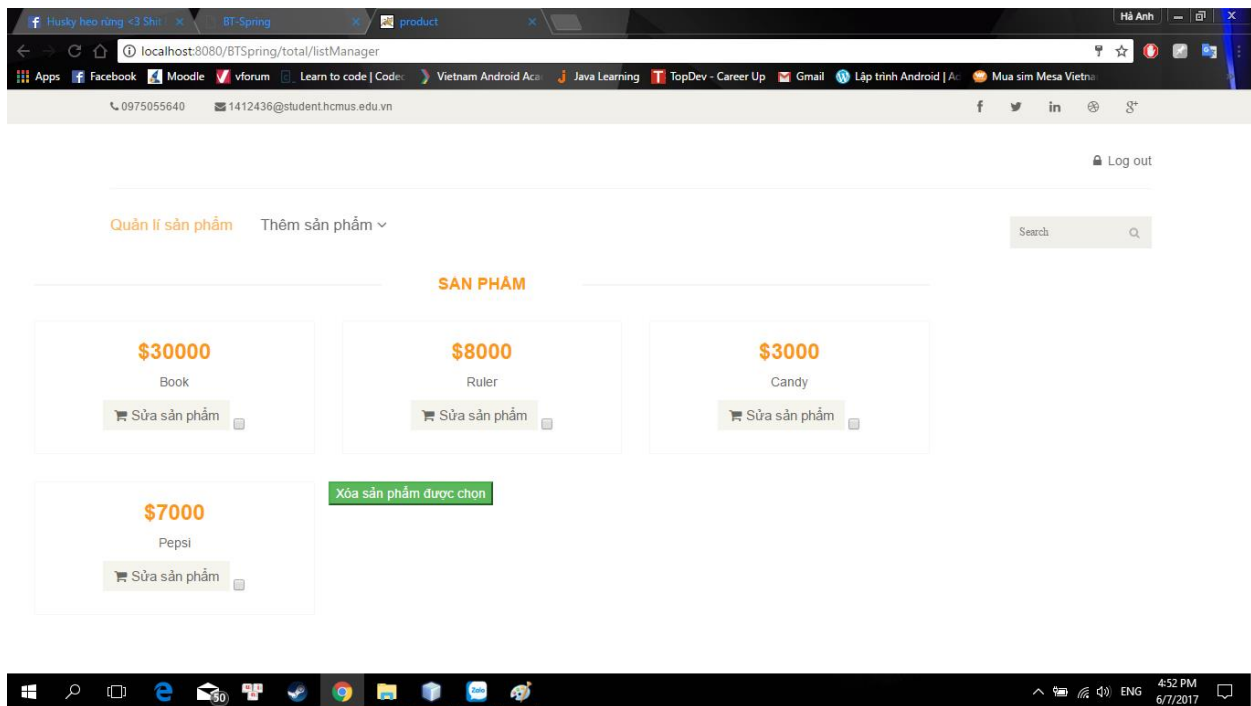 Husky heo rừng <3 Shit
BT-Spring
product
Hà Anh
localhost:8080/BTSpring/total/listManager
Apps
Facebook
Moodle
vforum
Learn to code | Codec
Vietnam Android Aca
Java Learning
TopDev - Career Up
Gmail
Lập trình Android | Ac
Mua sim Mesa Vietna
0975055640
1412436@student.hcmus.edu.vn
Log out
Quản lí sản phẩm
Thêm sản phẩm
Search
SẢN PHẨM
$30000
Book
Sửa sản phẩm
$8000
Ruler
Sửa sản phẩm
$3000
Candy
Sửa sản phẩm
$7000
Pepsi
Sửa sản phẩm
Xóa sản phẩm được chọn
50
Zalo
ENG
4:52 PM
6/7/2017